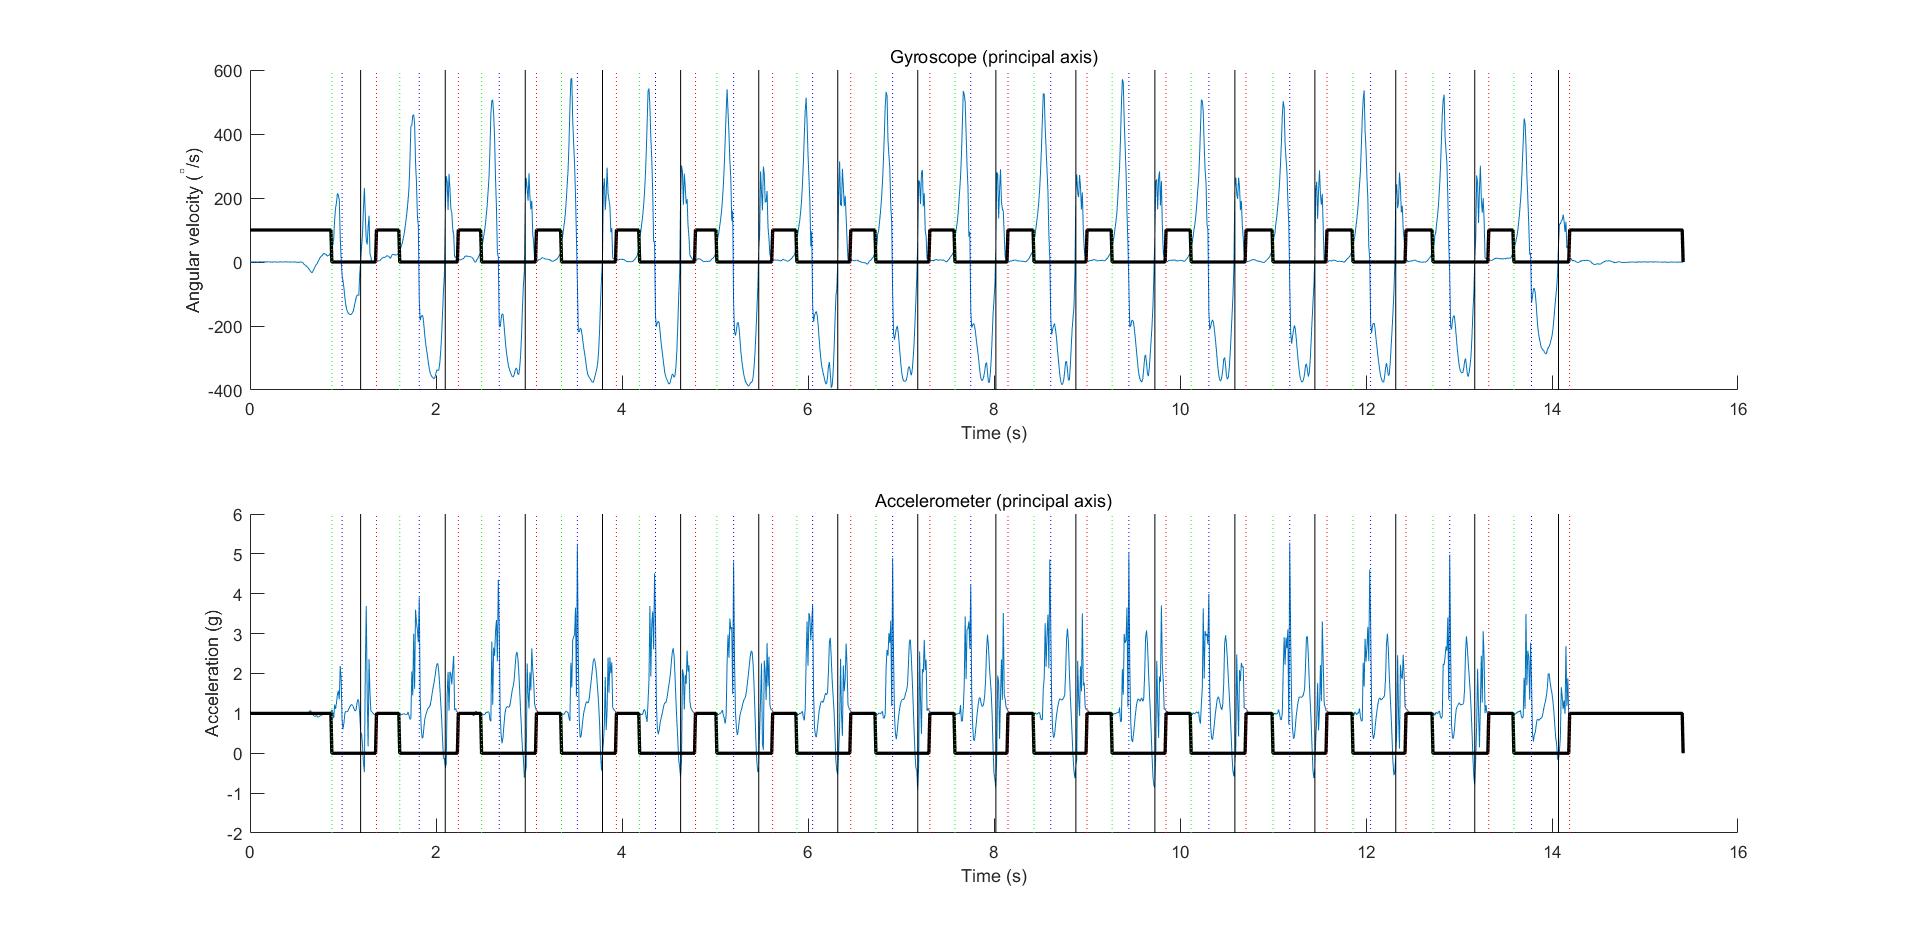 Gyroscope (principal axis)
600
400
200
0
-200
-400
Angular velocity (°/s)
0 2 4 6 8 10 12 14 16
Time (s)
Accelerometer (principal axis)
6
5
4
3
2
1
0
-1
-2
Acceleration (g)
0 2 4 6 8 10 12 14 16
Time (s)